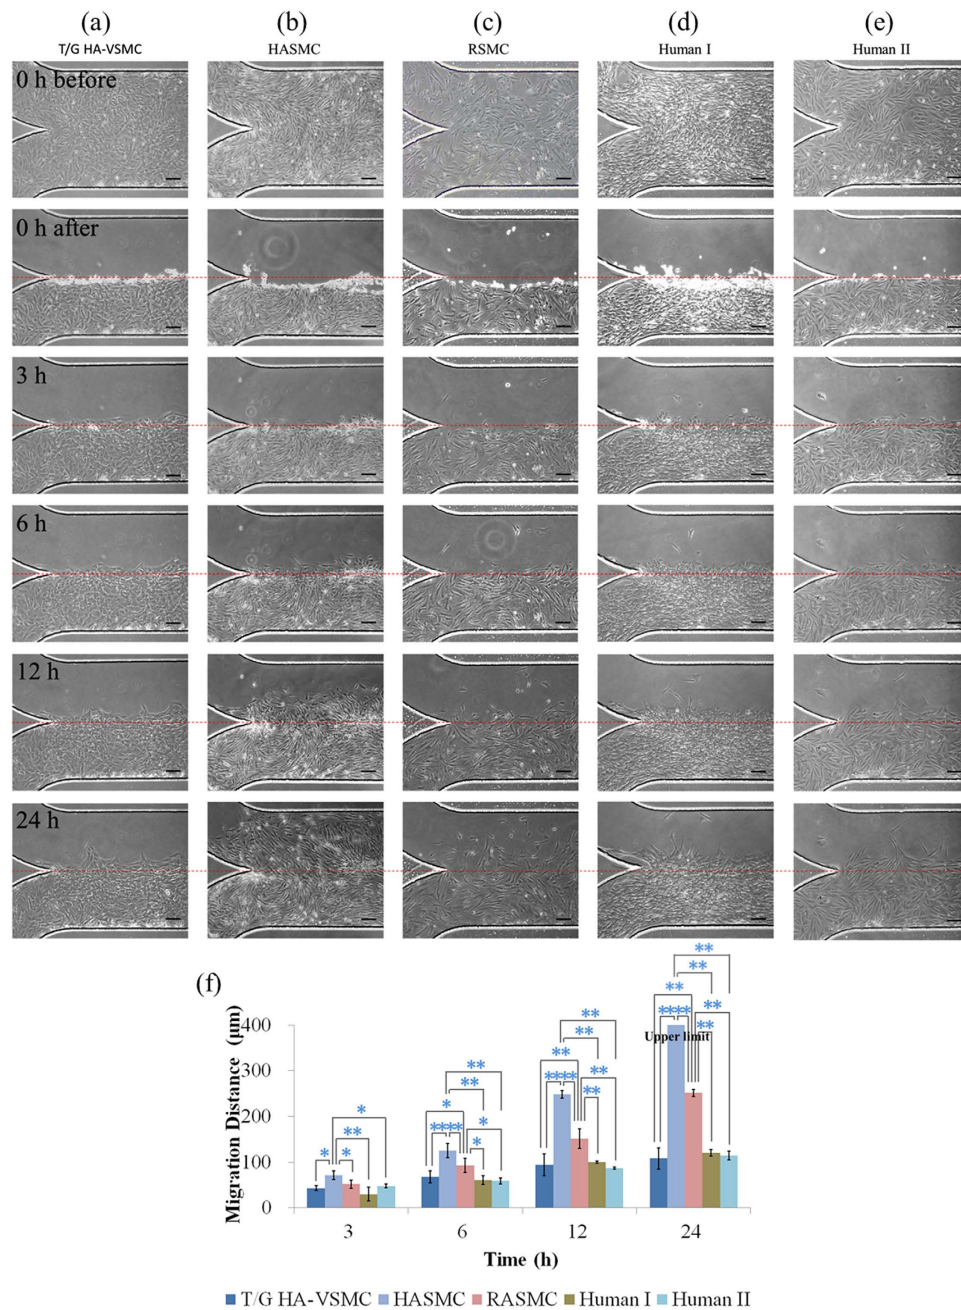 (a) (b) (c) (d) (e)
T/G HA-VSMC HASMC RSMC Human I Human II
0 h before
0 h after
3 h
6 h
12 h
24 h
(f)
** 
**
** **
**** **
Upper limit
** **
** **
**** **
** **
* *
**** *
* **
* *
400
300
200
100
0
Migration Distance (μm)
3 6 12 24
Time (h)
T/G HA-VSMC HASMC RASMC Human I Human II